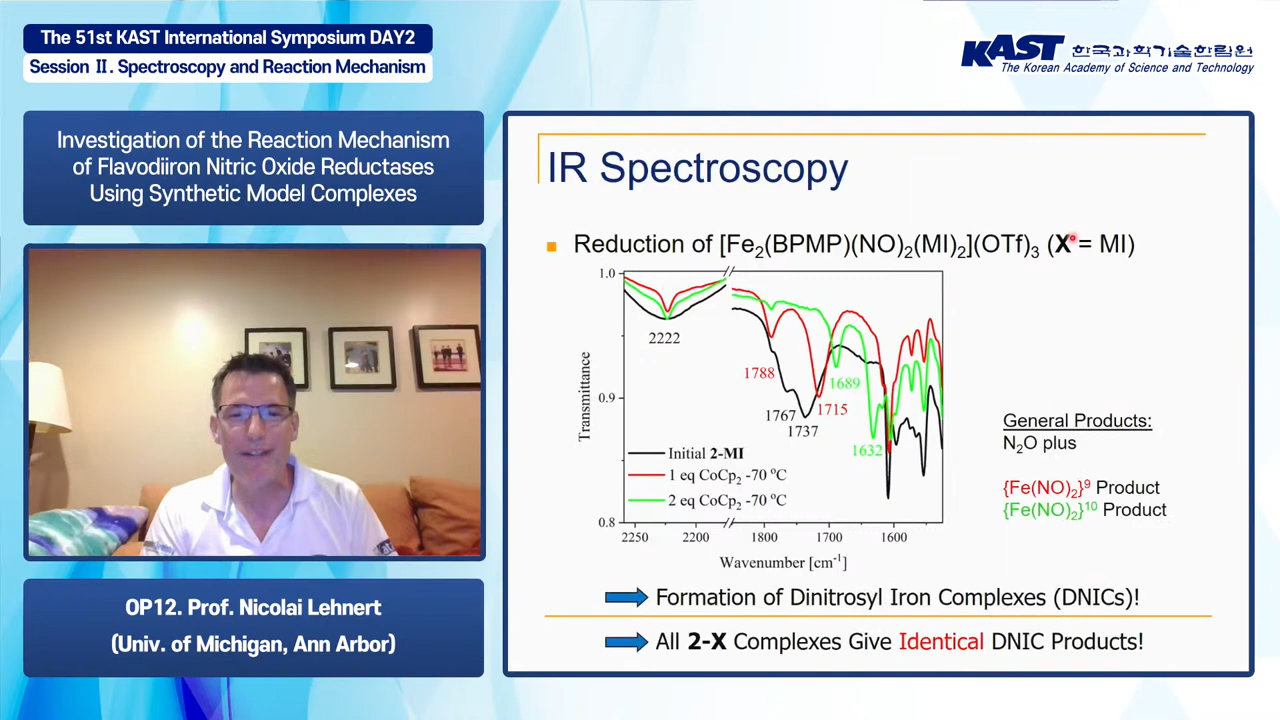 The 51st KAST International Symposium DAY2
Session Ⅱ. Spectroscopy and Reaction Mechanism
KAST 한국과학기술한림원
The Korean Academy of Science and Technology
Investigation of the Reaction Mechanism
of Flavodiiron Nitric Oxide Reductases
Using Synthetic Model Complexes
OP12. Prof. Nicolai Lehnert
(Univ. of Michigan, Ann Arbor)
IR Spectroscopy
Reduction of [Fe₂(BPMP)(NO)₂(MI)₂](OTf)₃ (X = MI)
1.0
0.9
0.8
Transmittance
2222
1788
1767
1737
1715
1689
1632
Initial 2-MI
1 eq CoCp₂ -70 °C
2 eq CoCp₂ -70 °C
2250 2200 1800 1700 1600
Wavenumber [cm⁻¹]
General Products:
N₂O plus
{Fe(NO)₂}⁹ Product
{Fe(NO)₂}¹⁰ Product
Formation of Dinitrosyl Iron Complexes (DNICs)!
All 2-X Complexes Give Identical DNIC Products!